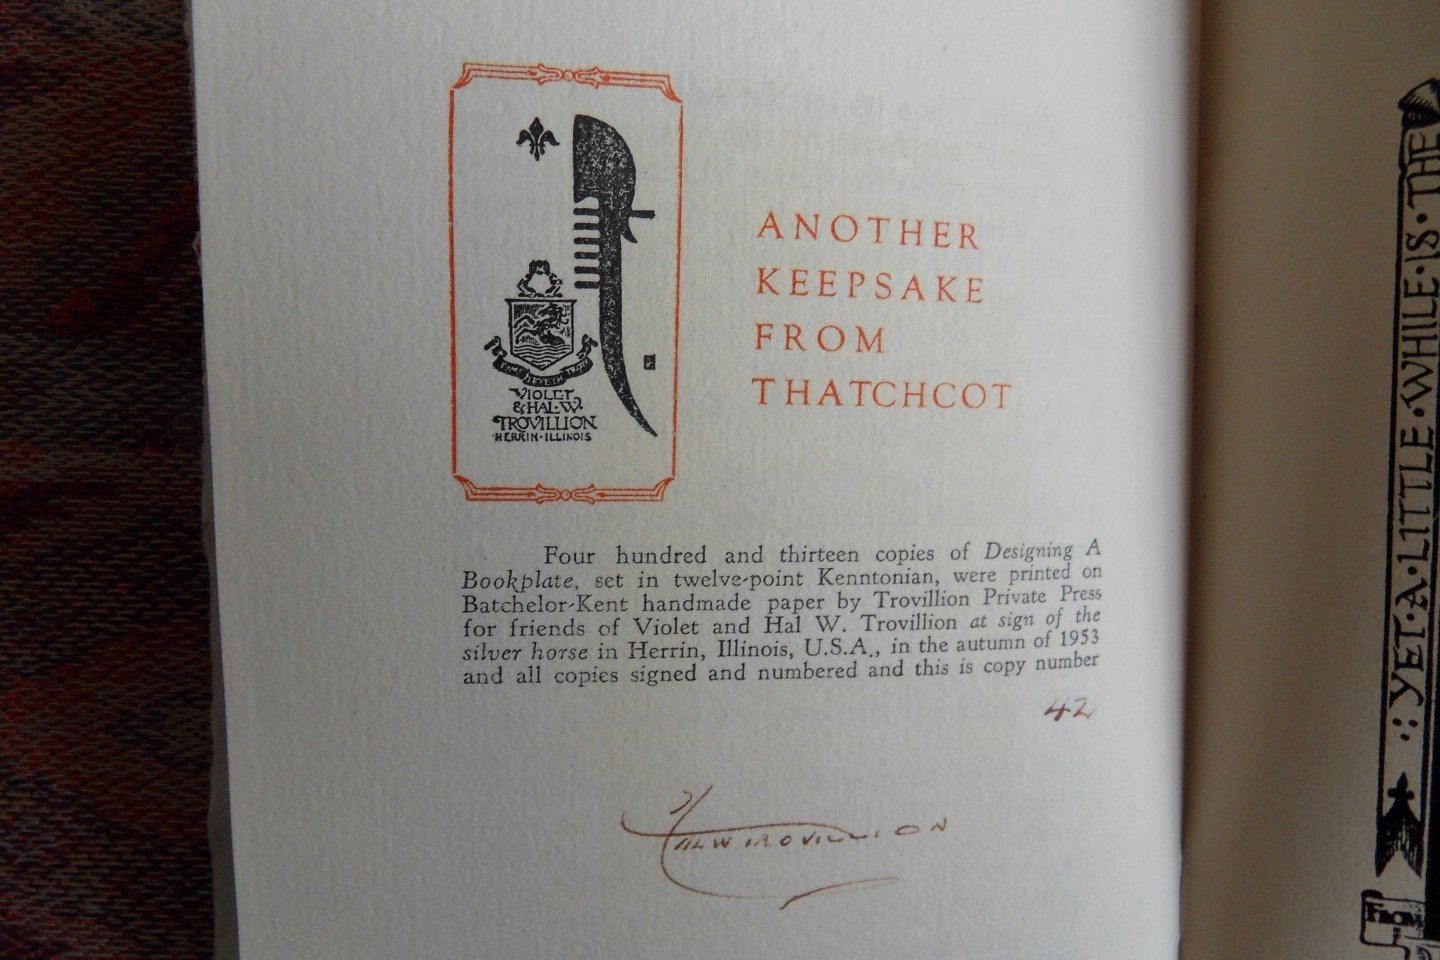 VIOLET
& HAL·W·
TROVILLION
HERRIN·ILLINOIS
ANOTHER
KEEPSAKE
FROM
THATCHCOT
Four hundred and thirteen copies of Designing A
Bookplate, set in twelve-point Kenntonian, were printed on
Batchelor-Kent handmade paper by Trovillion Private Press
for friends of Violet and Hal W. Trovillion at sign of the
silver horse in Herrin, Illinois, U.S.A., in the autumn of 1953
and all copies signed and numbered and this is copy number
42
HAL W TROVILLION
YET·A·LITTLE·WHILE·IS·THE
FROM